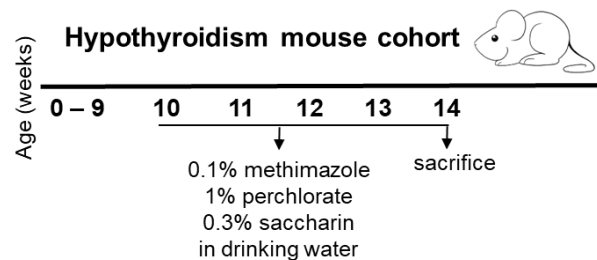 Hypothyroidism mouse cohort
Age (weeks)
0 – 9 10 11 12 13 14
0.1% methimazole
1% perchlorate
0.3% saccharin
in drinking water
sacrifice